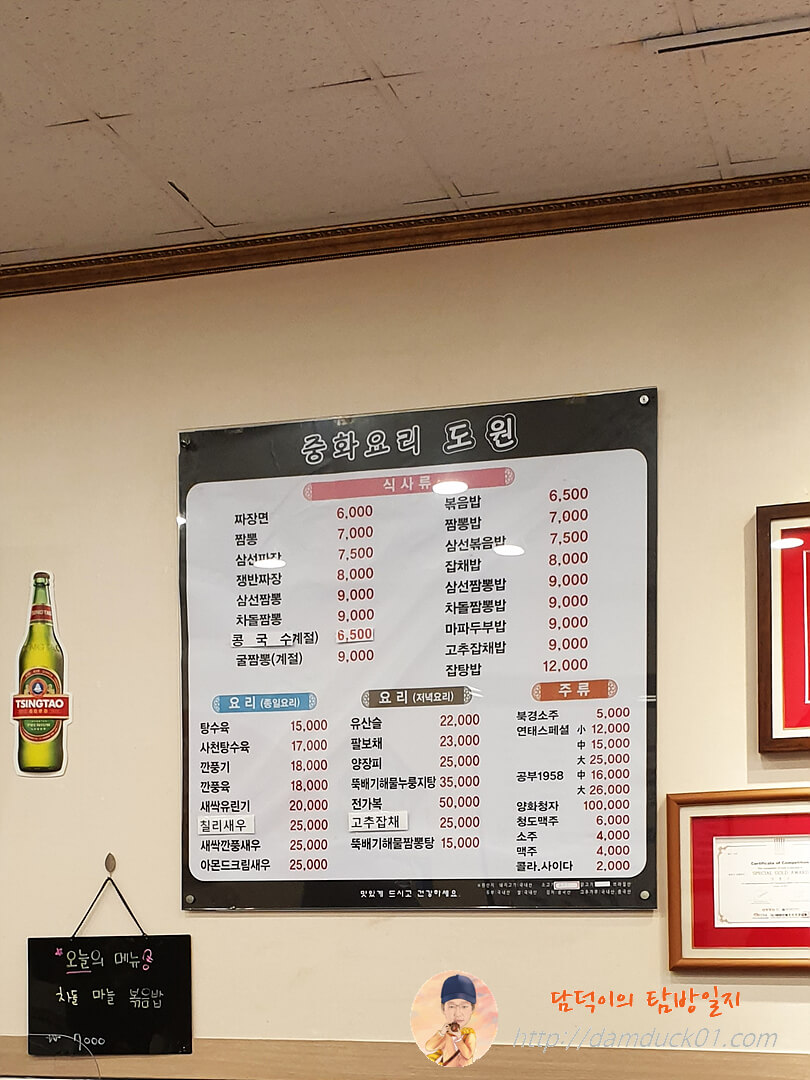 중화요리 도원
식사류
짜장면 6,000
짬뽕 7,000
삼선짜장 7,500
쟁반짜장 8,000
삼선짬뽕 9,000
차돌짬뽕 9,000
콩 국 수계절) 6,500
굴짬뽕(계절) 9,000
볶음밥 6,500
짬뽕밥 7,000
삼선볶음밥 7,500
잡채밥 8,000
삼선짬뽕밥 9,000
차돌짬뽕밥 9,000
마파두부밥 9,000
고추잡채밥 9,000
잡탕밥 12,000
요리 (종일요리)
탕수육 15,000
사천탕수육 17,000
깐풍기 18,000
깐풍육 18,000
새싹유린기 20,000
칠리새우 25,000
새싹깐풍새우 25,000
아몬드크림새우 25,000
요리 (저녁요리)
유산슬 22,000
팔보채 23,000
양장피 25,000
뚝배기해물누룽지탕 35,000
전가복 50,000
고추잡채 25,000
뚝배기해물짬뽕탕 15,000
주류
북경소주 5,000
연태스페셜 小 12,000
中 15,000
大 25,000
공부1958 中 16,000
大 26,000
양화청자 100,000
청도맥주 6,000
소주 4,000
맥주 4,000
콜라.사이다 2,000
맛있게 드시고 건강하세요
TSINGTAO
오늘의 메뉴
차돌 마늘 볶음밥
7,000
Certificate of Competition
SPECIAL GOLD AWARD
담덕이의 탐방일지
http://damduck01.com